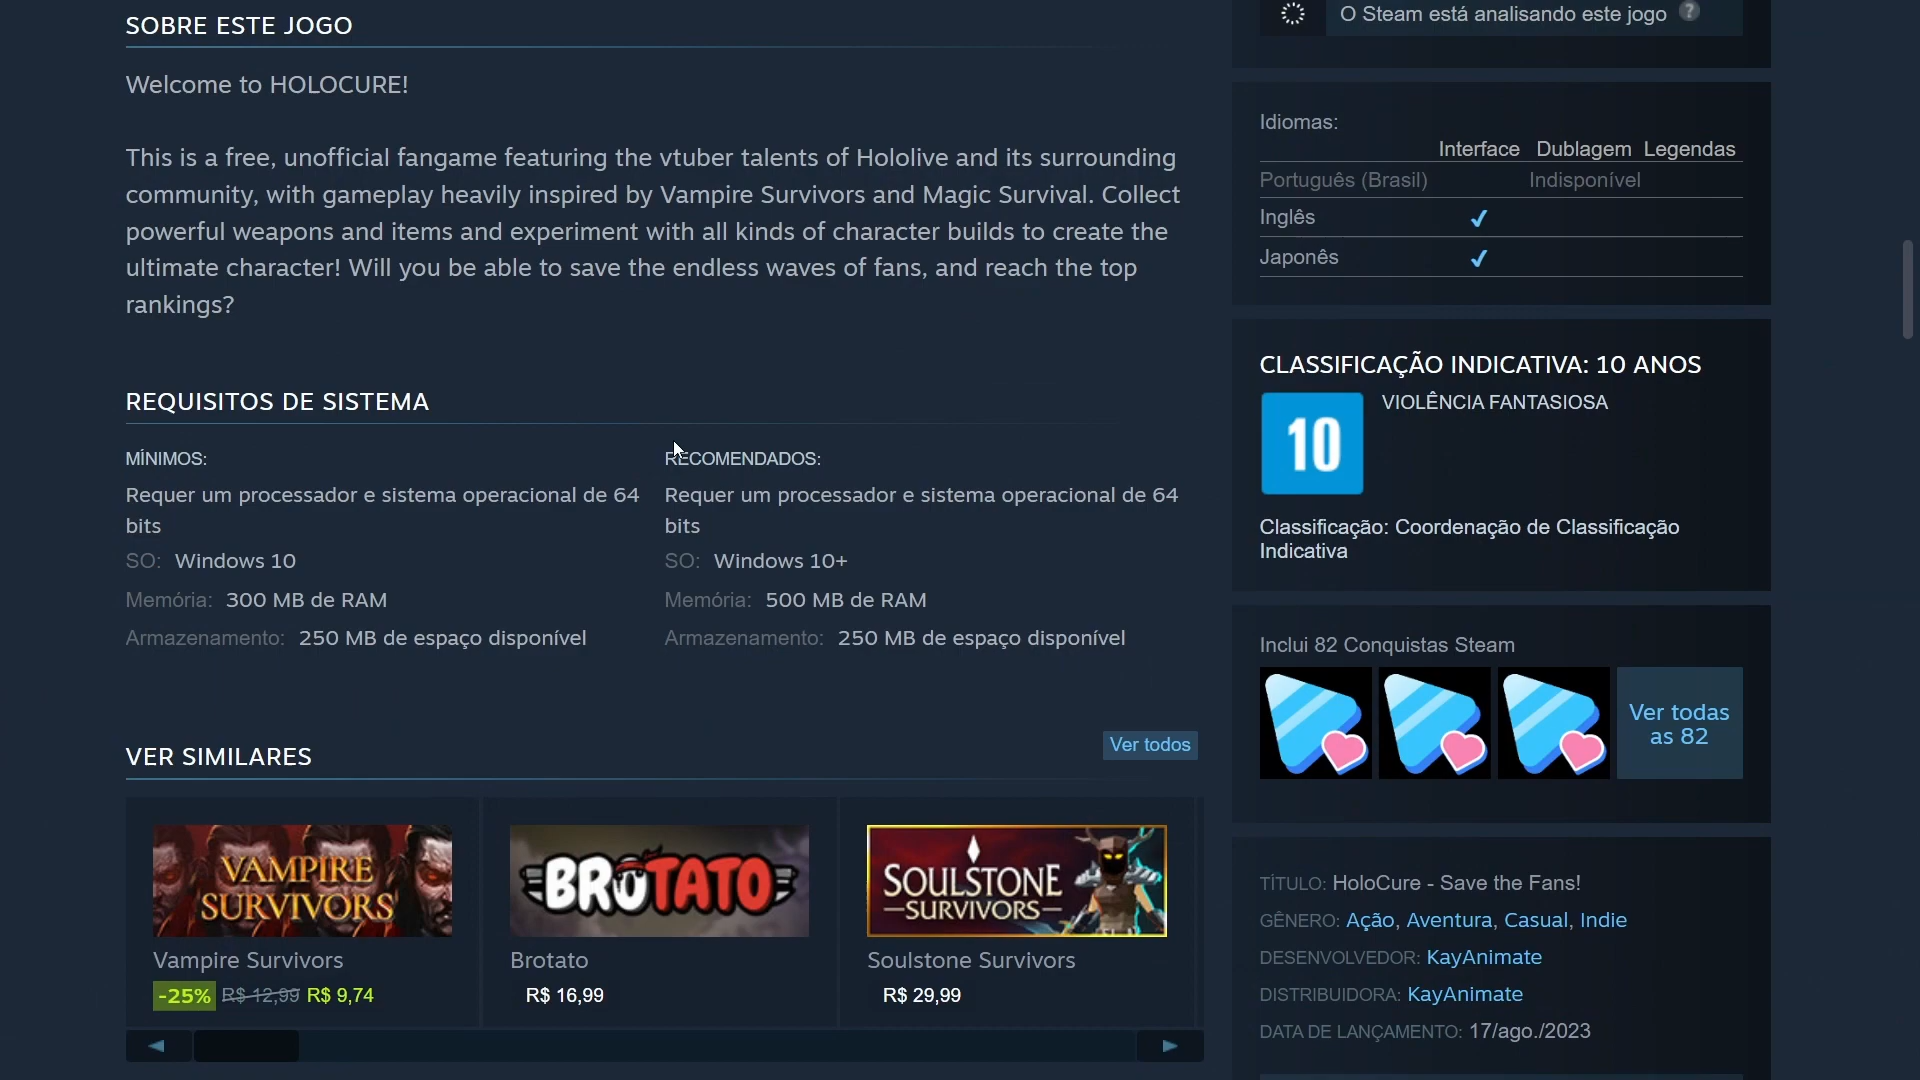 SOBRE ESTE JOGO
Welcome to HOLOCURE!
This is a free, unofficial fangame featuring the vtuber talents of Hololive and its surrounding
community, with gameplay heavily inspired by Vampire Survivors and Magic Survival. Collect
powerful weapons and items and experiment with all kinds of character builds to create the
ultimate character! Will you be able to save the endless waves of fans, and reach the top
rankings?
REQUISITOS DE SISTEMA
MÍNIMOS:
Requer um processador e sistema operacional de 64
bits
SO: Windows 10
Memória: 300 MB de RAM
Armazenamento: 250 MB de espaço disponível
RECOMENDADOS:
Requer um processador e sistema operacional de 64
bits
SO: Windows 10+
Memória: 500 MB de RAM
Armazenamento: 250 MB de espaço disponível
VER SIMILARES
Ver todos
VAMPIRE
SURVIVORS
Vampire Survivors
-25% R$ 12,99 R$ 9,74
BROTATO
Brotato
R$ 16,99
SOULSTONE
SURVIVORS
Soulstone Survivors
R$ 29,99
O Steam está analisando este jogo ?
Idiomas:
Interface Dublagem Legendas
Português (Brasil) Indisponível
Inglês ✔
Japonês ✔
CLASSIFICAÇÃO INDICATIVA: 10 ANOS
10
VIOLÊNCIA FANTASIOSA
Classificação: Coordenação de Classificação
Indicativa
Inclui 82 Conquistas Steam
Ver todas
as 82
TÍTULO: HoloCure - Save the Fans!
GÊNERO: Ação, Aventura, Casual, Indie
DESENVOLVEDOR: KayAnimate
DISTRIBUIDORA: KayAnimate
DATA DE LANÇAMENTO: 17/ago./2023